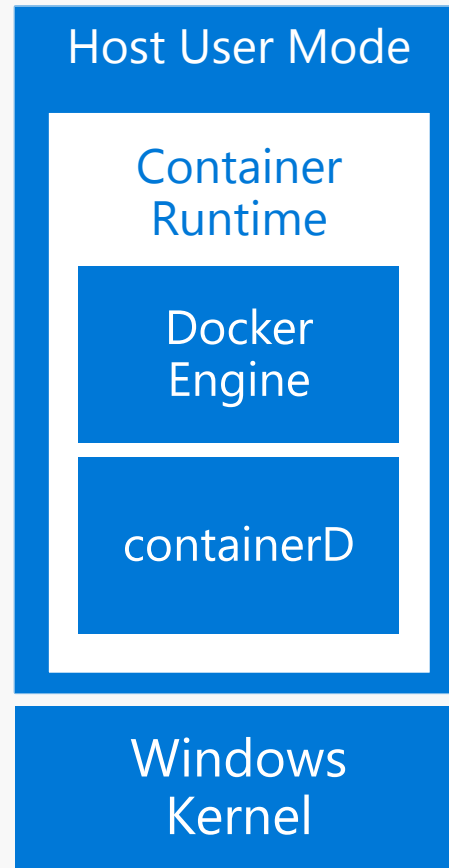 Host User Mode
Container
Runtime
Docker
Engine
containerD
Windows
Kernel